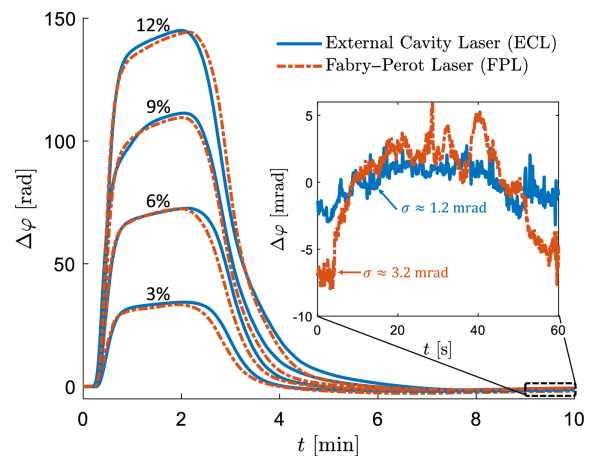 150
100
50
0
Δφ [rad]
0
2
4
6
8
10
t [min]
12%
9%
6%
3%
External Cavity Laser (ECL)
Fabry–Perot Laser (FPL)
5
0
-5
-10
Δφ [mrad]
σ ≈ 1.2 mrad
σ ≈ 3.2 mrad
0
20
40
60
t [s]